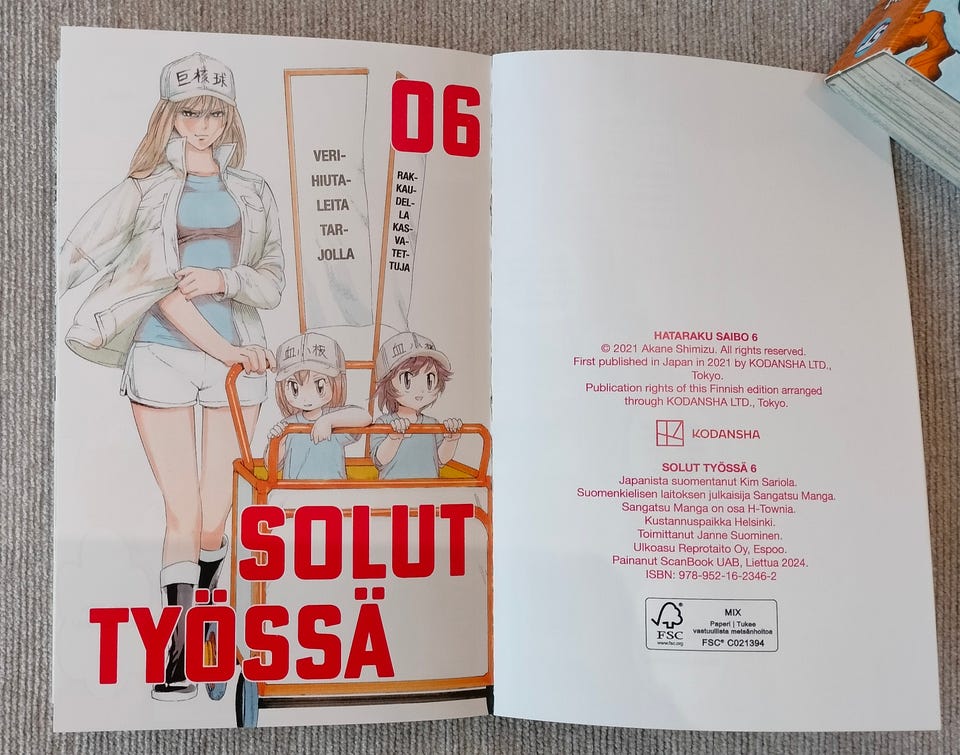 巨核球
06
VERI-
HIUTA-
LEITA
TAR-
JOLLA
RAK-
KAU-
DEL-
LA
KAS-
VA-
TET-
TUJA
血小板
血小板
SOLUT
TYÖSSÄ
HATARAKU SAIBO 6
© 2021 Akane Shimizu. All rights reserved.
First published in Japan in 2021 by KODANSHA LTD.,
Tokyo.
Publication rights of this Finnish edition arranged
through KODANSHA LTD., Tokyo.
KODANSHA
SOLUT TYÖSSÄ 6
Japanista suomentanut Kim Sariola.
Suomenkielisen laitoksen julkaisija Sangatsu Manga.
Sangatsu Manga on osa H-Townia.
Kustannuspaikka Helsinki.
Toimittanut Janne Suominen.
Ulkoasu Reprotaito Oy, Espoo.
Painanut ScanBook UAB, Liettua 2024.
ISBN: 978-952-16-2346-2
FSC
www.fsc.org
MIX
Paperi | Tukee
vastuullista metsänhoitoa
FSC® C021394